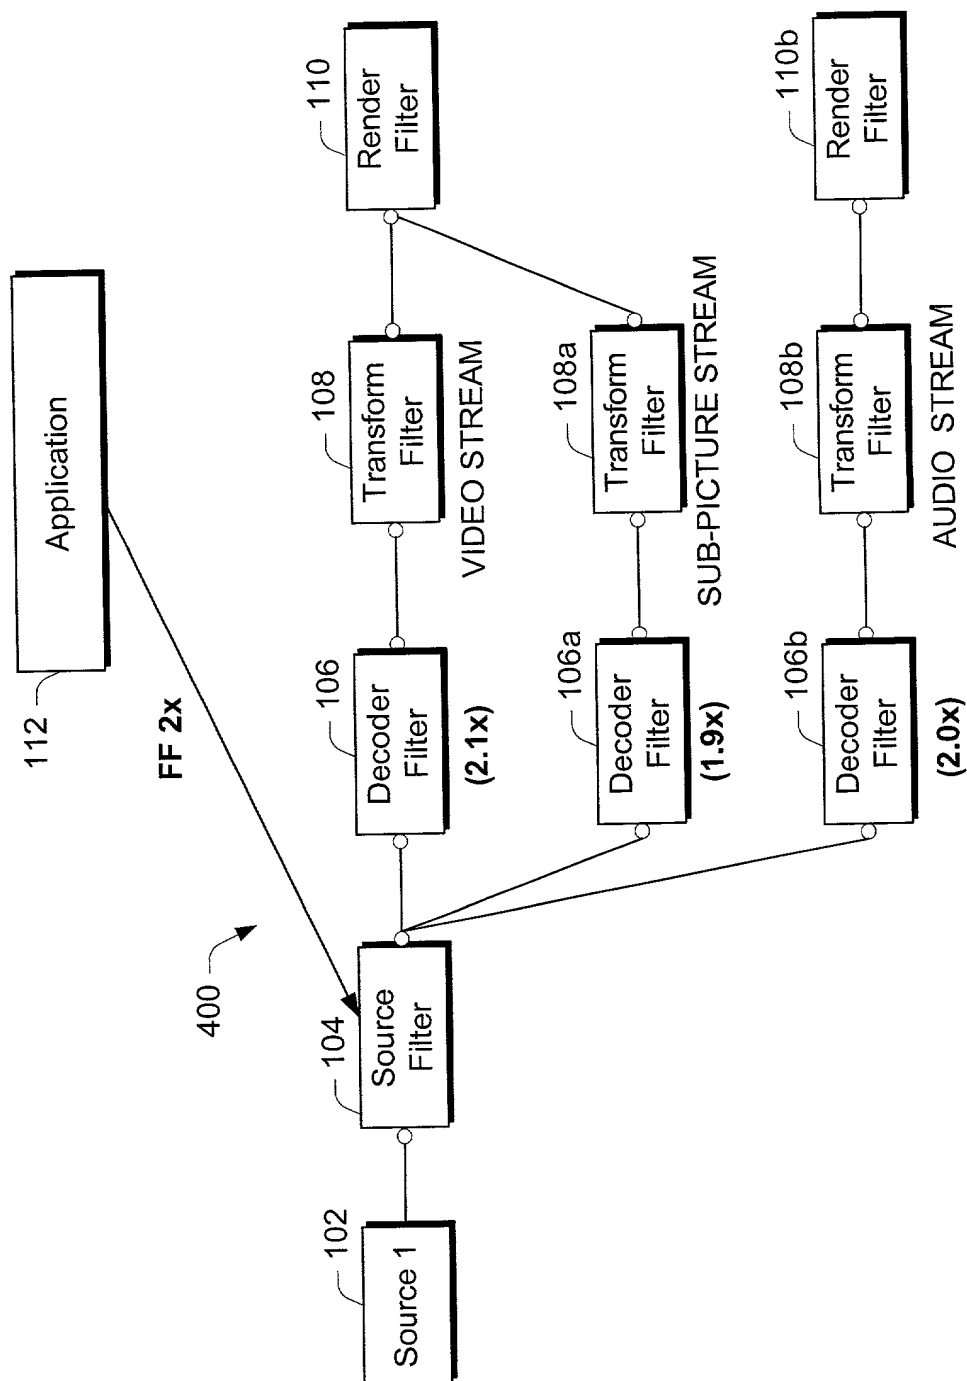 Application
112
FF 2x
400
102
Source 1
104
Source
Filter
106
Decoder
Filter
(2.1x)
108
Transform
Filter
VIDEO STREAM
110
Render
Filter
106a
Decoder
Filter
(1.9x)
108a
Transform
Filter
SUB-PICTURE STREAM
106b
Decoder
Filter
(2.0x)
108b
Transform
Filter
AUDIO STREAM
110b
Render
Filter